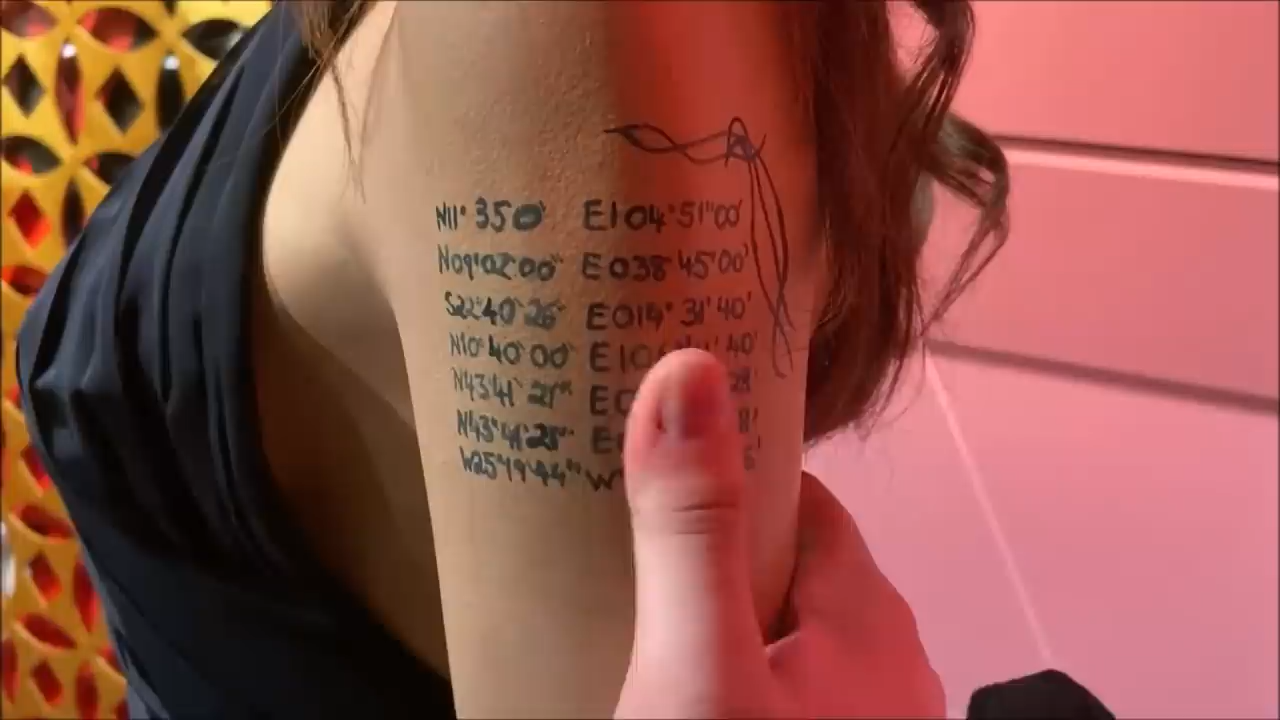 N11° 35'0" E104°51"00'
N09°02'00" E038°45'00"
S22°40'26" E014°31'40'
N10°40'00" E10 40'
N43°41'21"
N43°41'25"
W25°19'44" W